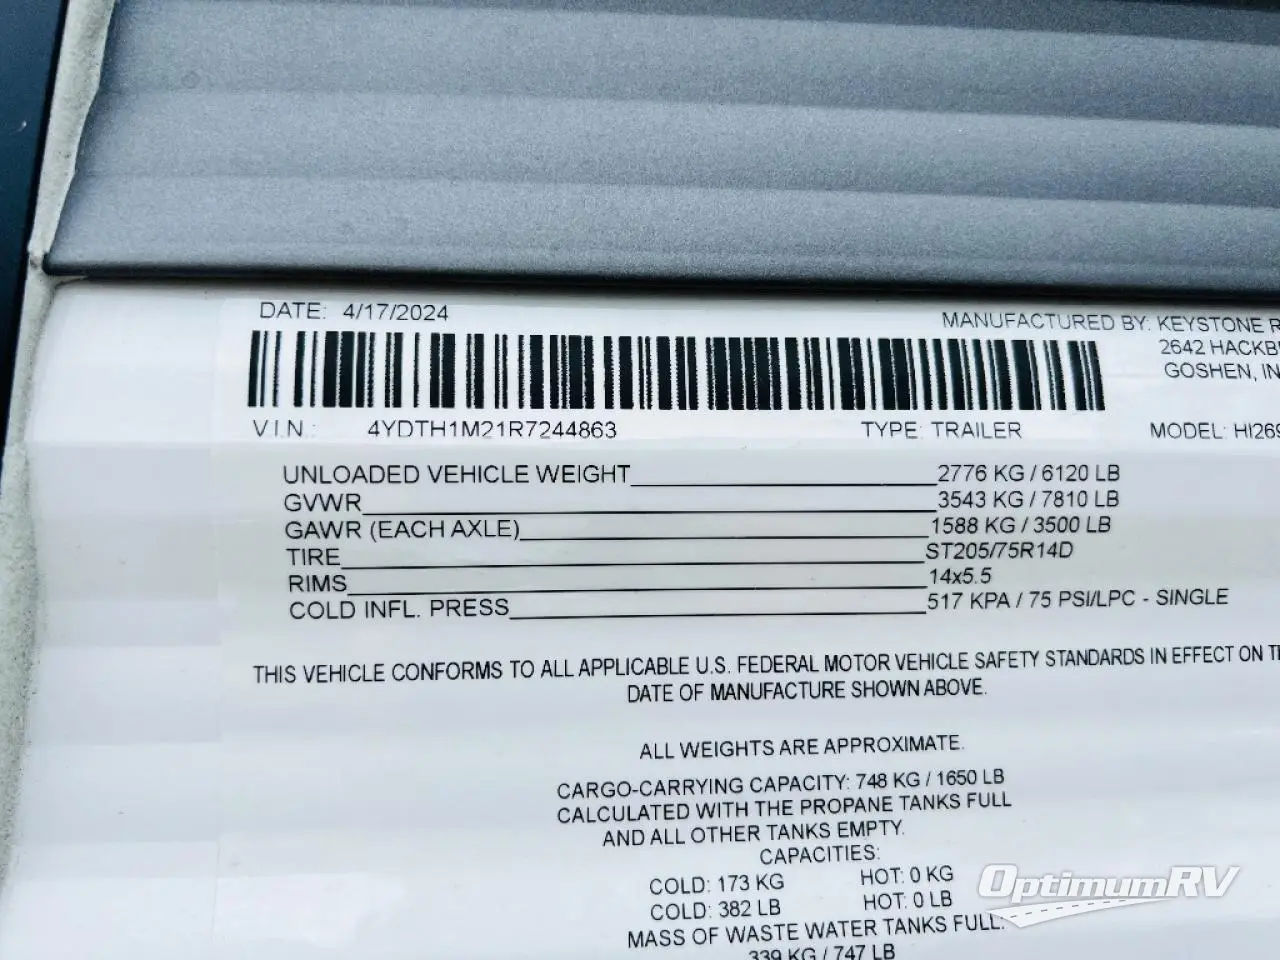 DATE: 4/17/2024
MANUFACTURED BY: KEYSTONE
2642
GOSHEN, IN
V.I.N.: 4YDTH1M21R7244863 TYPE: TRAILER MODEL: HI269
UNLOADED VEHICLE WEIGHT 2776 KG / 6120 LB
GVWR 3543 KG / 7810 LB
GAWR (EACH AXLE) 1588 KG / 3500 LB
TIRE ST205/75R14D
RIMS 14x5.5
COLD INFL. PRESS 517 KPA / 75 PSI/LPC - SINGLE
THIS VEHICLE CONFORMS TO ALL APPLICABLE U.S. FEDERAL MOTOR VEHICLE SAFETY STANDARDS IN EFFECT ON
DATE OF MANUFACTURE SHOWN ABOVE.
ALL WEIGHTS ARE APPROXIMATE.
CARGO-CARRYING CAPACITY: 748 KG / 1650 LB
CALCULATED WITH THE PROPANE TANKS FULL
AND ALL OTHER TANKS EMPTY.
CAPACITIES:
COLD: 173 KG HOT: 0 KG
COLD: 382 LB HOT: 0 LB
MASS OF WASTE WATER TANKS FULL:
339 KG / 747 LB
OptimumRV